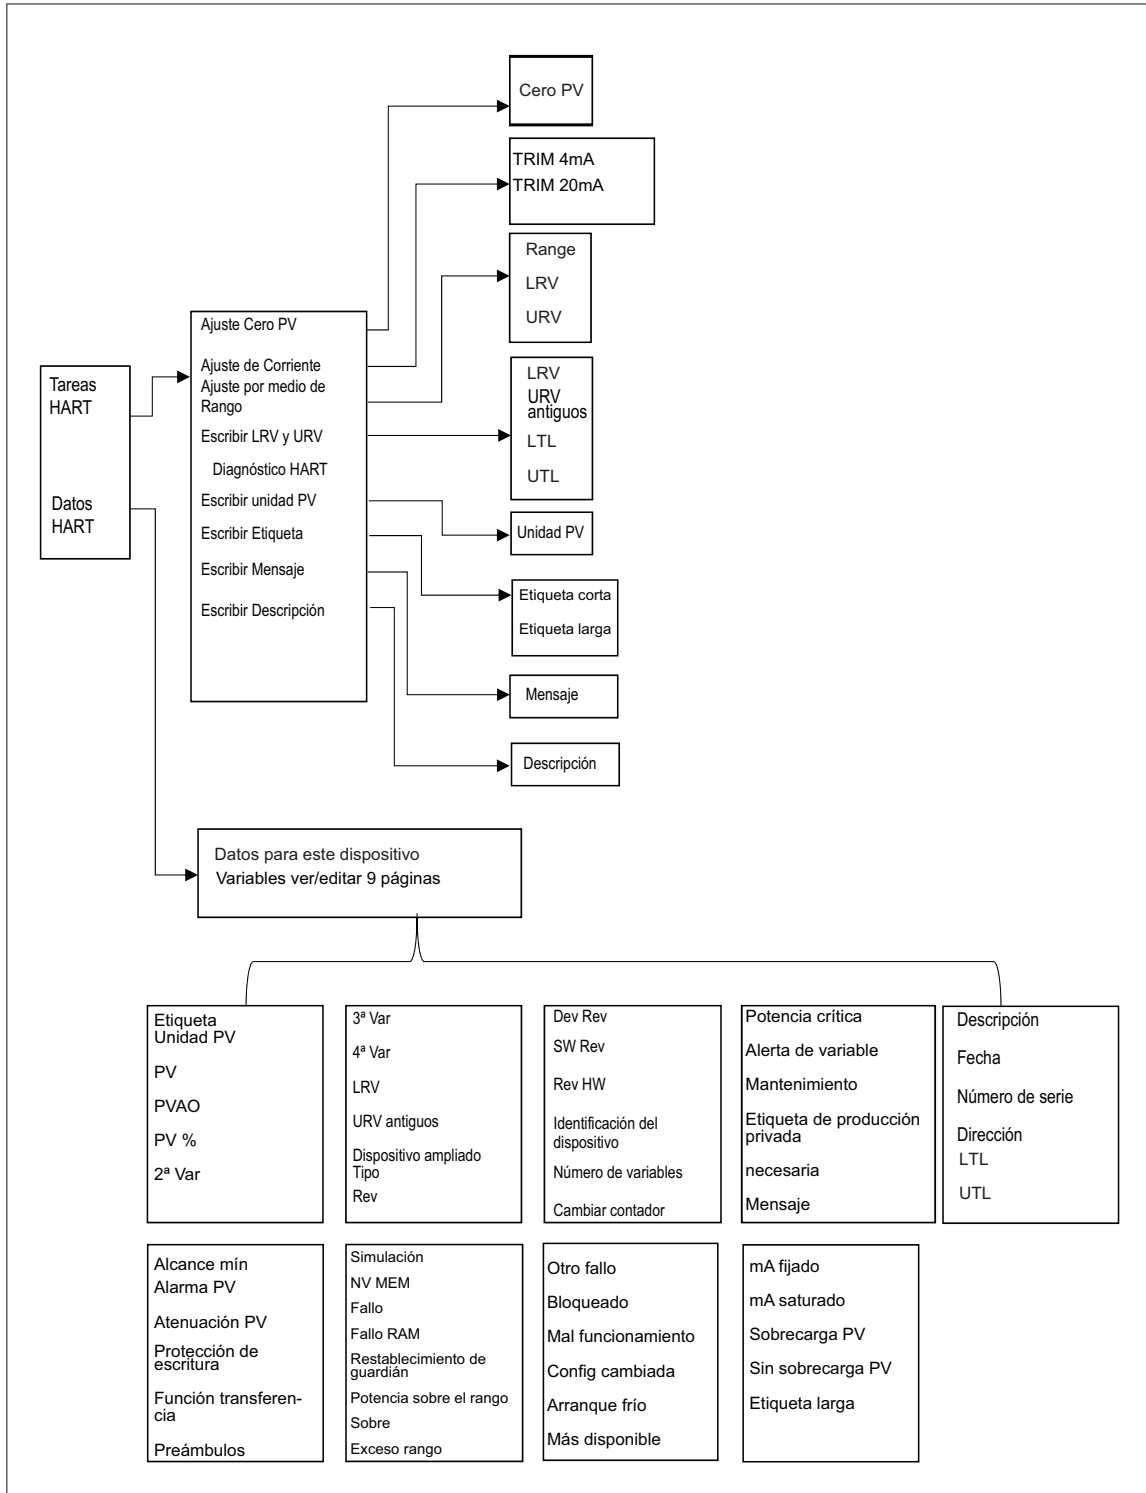 Cero PV
TRIM 4mA
TRIM 20mA
Range
LRV
URV
LRV
URV
antiguos
LTL
UTL
Unidad PV
Etiqueta corta
Etiqueta larga
Mensaje
Descripción
Ajuste Cero PV
Ajuste de Corriente
Ajuste por medio de
Rango
Escribir LRV y URV
Diagnóstico HART
Escribir unidad PV
Escribir Etiqueta
Escribir Mensaje
Escribir Descripción
Tareas
HART
Datos
HART
Datos para este dispositivo
Variables ver/editar 9 páginas
Etiqueta
Unidad PV
PV
PVAO
PV %
2ª Var
3ª Var
4ª Var
LRV
URV antiguos
Dispositivo ampliado
Tipo
Rev
Dev Rev
SW Rev
Rev HW
Identificación del
dispositivo
Número de variables
Cambiar contador
Potencia crítica
Alerta de variable
Mantenimiento
Etiqueta de producción
privada
necesaria
Mensaje
Descripción
Fecha
Número de serie
Dirección
LTL
UTL
Alcance mín
Alarma PV
Atenuación PV
Protección de
escritura
Función transferen-
cia
Preámbulos
Simulación
NV MEM
Fallo
Fallo RAM
Restablecimiento de
guardián
Potencia sobre el rango
Sobre
Exceso rango
Otro fallo
Bloqueado
Mal funcionamiento
Config cambiada
Arranque frío
Más disponible
mA fijado
mA saturado
Sobrecarga PV
Sin sobrecarga PV
Etiqueta larga